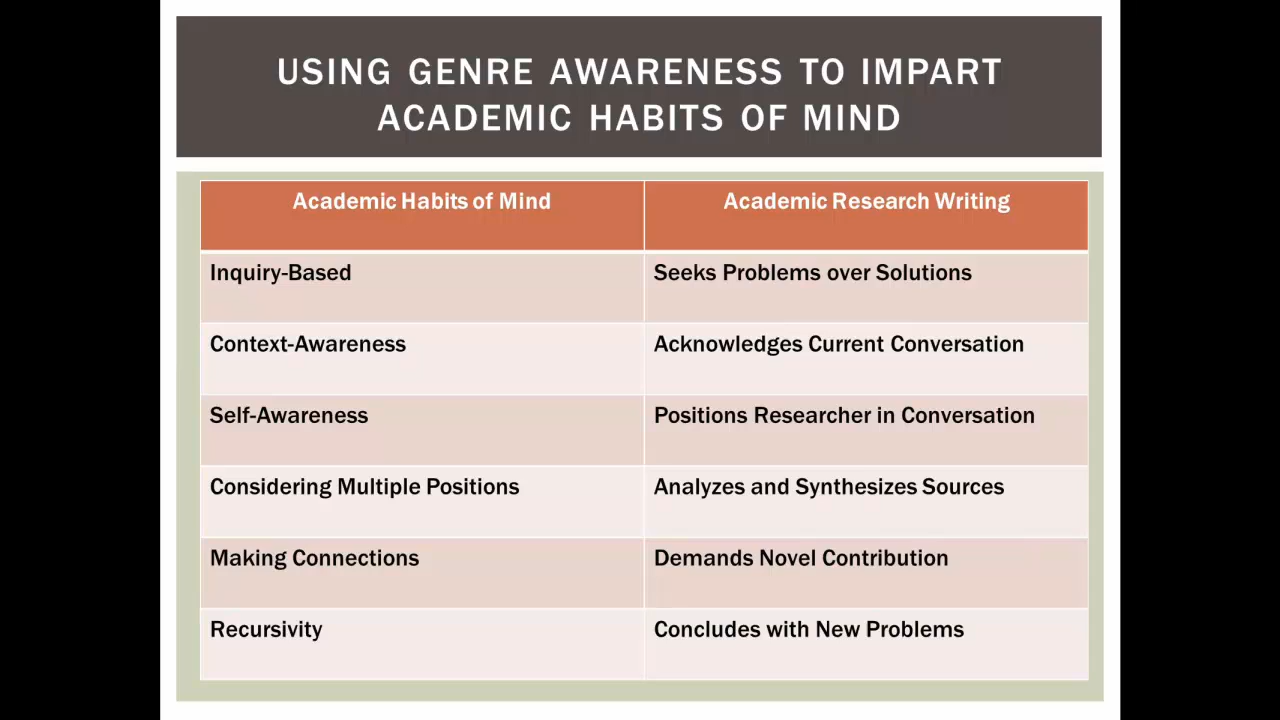 USING GENRE AWARENESS TO IMPART
ACADEMIC HABITS OF MIND
Academic Habits of Mind
Academic Research Writing
Inquiry-Based
Seeks Problems over Solutions
Context-Awareness
Acknowledges Current Conversation
Self-Awareness
Positions Researcher in Conversation
Considering Multiple Positions
Analyzes and Synthesizes Sources
Making Connections
Demands Novel Contribution
Recursivity
Concludes with New Problems